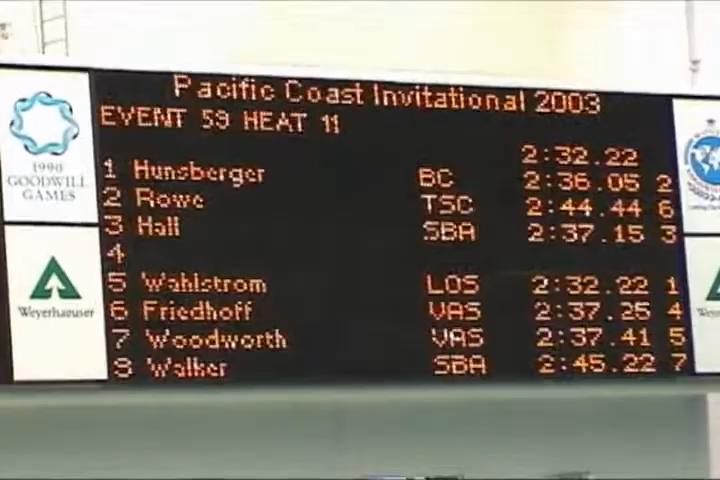 Pacific Coast Invitational 2003
EVENT 59 HEAT 11
2:32.22
1 Hunsberger BC 2:36.05 2
2 Rowe TSC 2:44.44 6
3 Hall SBA 2:37.15 3
4
5 Wahlstrom LOS 2:32.22 1
6 Friedhoff VAS 2:37.25 4
7 Woodworth VAS 2:37.41 5
8 Walker SBA 2:45.22 7
1990
GOODWILL
GAMES
Weyerhaeuser